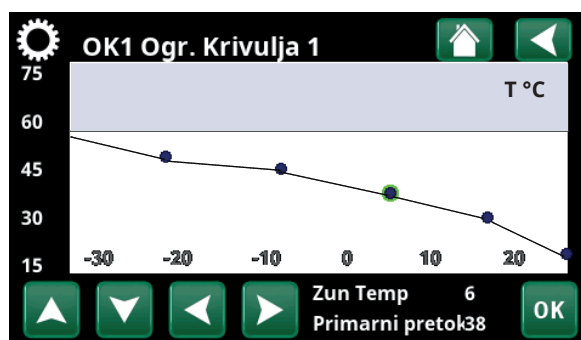 OK1 Ogr. Krivulja 1
75
T °C
60
45
30
15
-30 -20 -10 0 10 20
Zun Temp 6
Primarni pretok38
OK